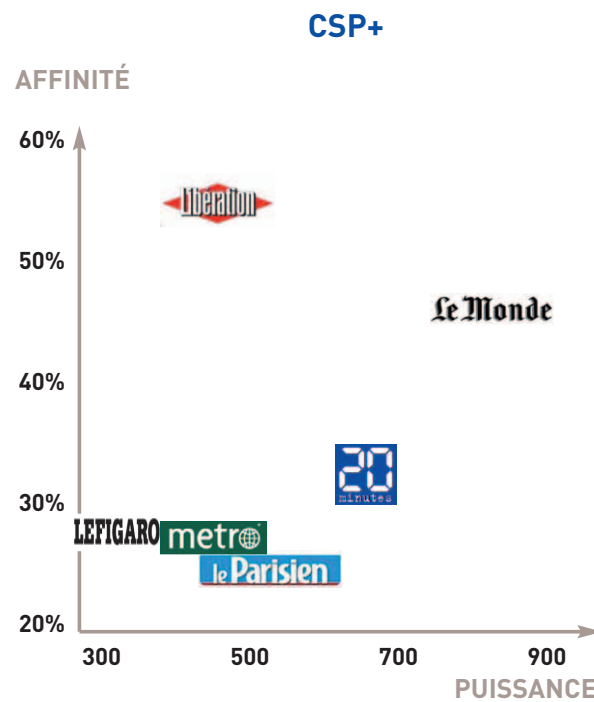 CSP+
AFFINITÉ
60%
Libération
50%
Le Monde
40%
20
minutes
30%
LEFIGARO
metro
le Parisien
20%
300 500 700 900
PUISSANCE